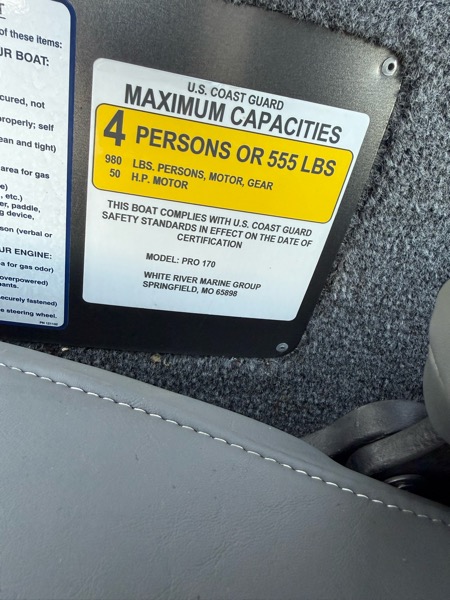 of these items:
UR BOAT:
cured, not
properly; self
ean and tight)
area for gas
, etc.)
er, paddle,
g device,
son (verbal or
UR ENGINE:
a for gas odor)
overpowered)
ants.
ecurely fastened)
e steering wheel.
U.S. COAST GUARD
MAXIMUM CAPACITIES
4 PERSONS OR 555 LBS
980 LBS. PERSONS, MOTOR, GEAR
50 H.P. MOTOR
THIS BOAT COMPLIES WITH U.S. COAST GUARD
SAFETY STANDARDS IN EFFECT ON THE DATE OF
CERTIFICATION
MODEL: PRO 170
WHITE RIVER MARINE GROUP
SPRINGFIELD, MO 65898